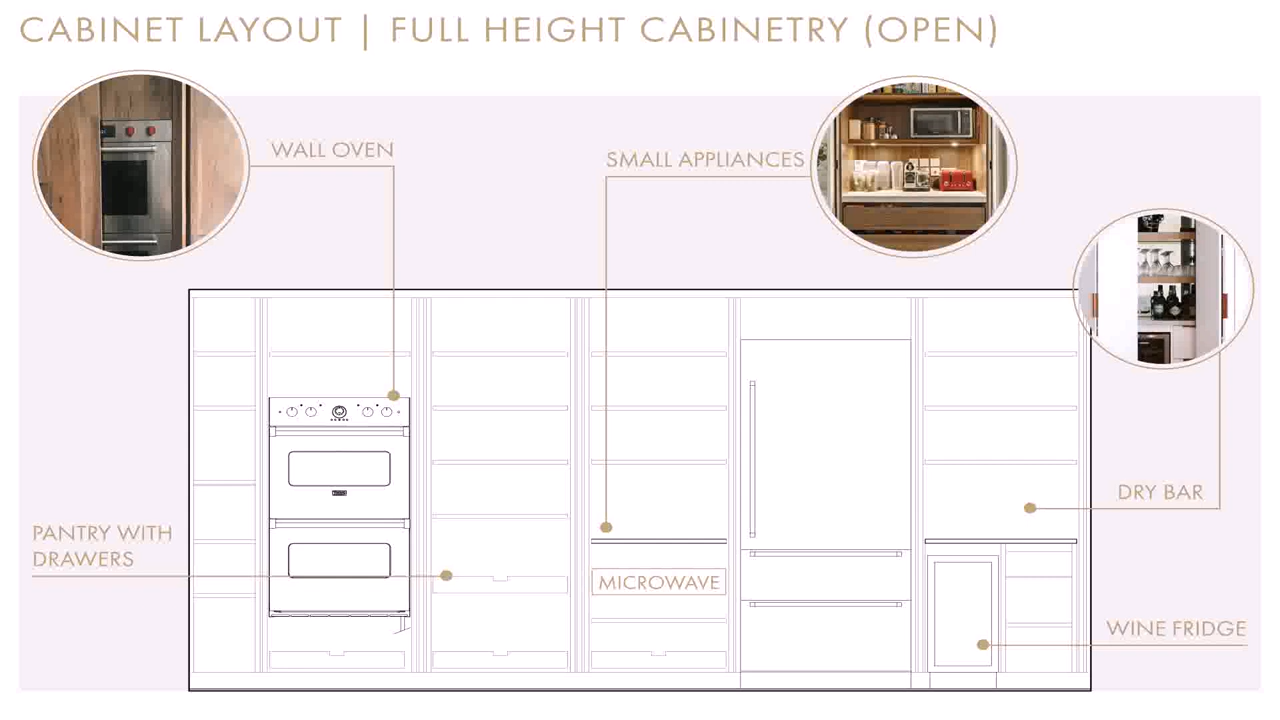 CABINET LAYOUT | FULL HEIGHT CABINETRY (OPEN)
WALL OVEN
SMALL APPLIANCES
DRY BAR
PANTRY WITH
DRAWERS
MICROWAVE
WINE FRIDGE